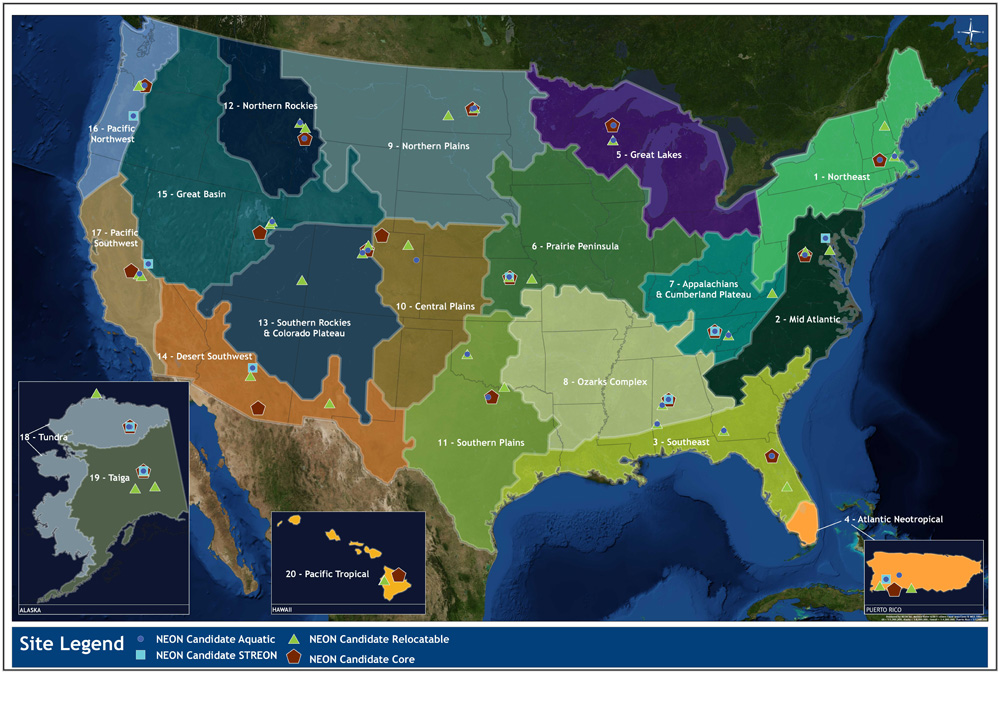 12 - Northern Rockies
16 - Pacific
Northwest
9 - Northern Plains
5 - Great Lakes
1 - Northeast
15 - Great Basin
17 - Pacific
Southwest
6 - Prairie Peninsula
7 - Appalachians
& Cumberland Plateau
10 - Central Plains
2 - Mid Atlantic
13 - Southern Rockies
& Colorado Plateau
14 - Desert Southwest
8 - Ozarks Complex
18 - Tundra
11 - Southern Plains
3 - Southeast
19 - Taiga
4 - Atlantic Neotropical
20 - Pacific Tropical
ALASKA
HAWAII
PUERTO RICO
Site Legend
NEON Candidate Aquatic
NEON Candidate Relocatable
NEON Candidate STREON
NEON Candidate Core